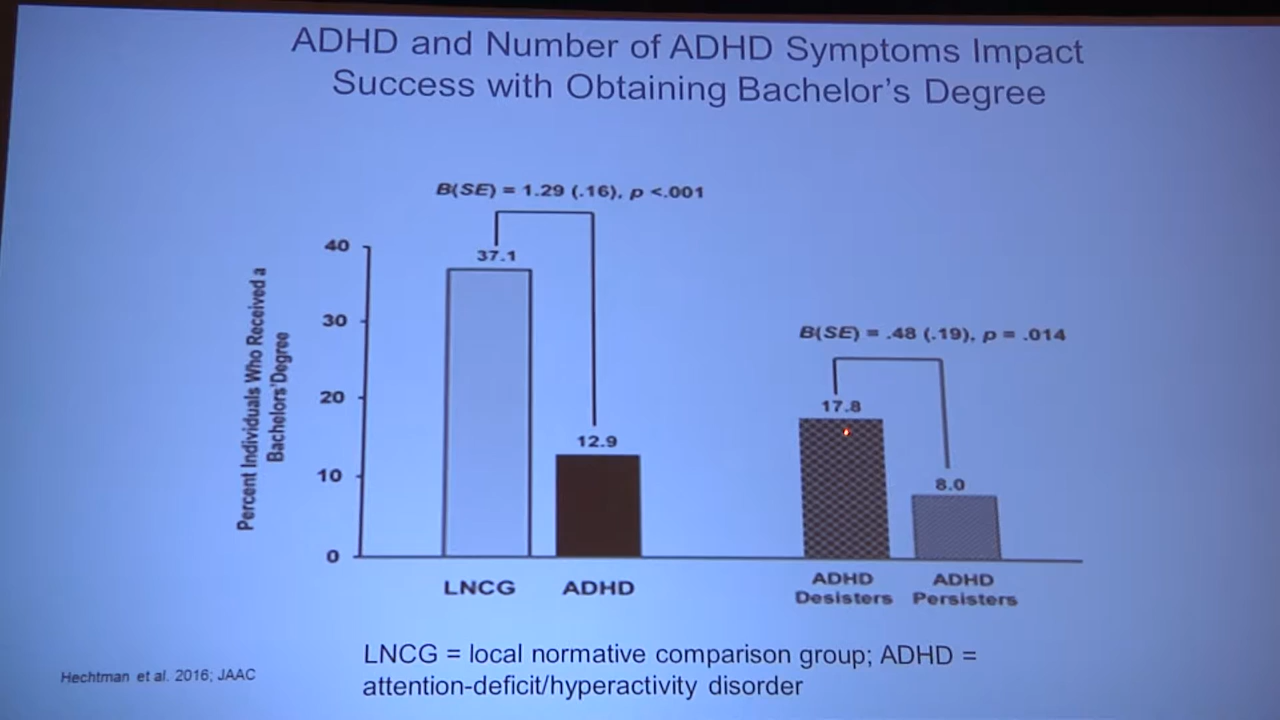 ADHD and Number of ADHD Symptoms Impact
Success with Obtaining Bachelor's Degree
B(SE) = 1.29 (.16), p <.001
B(SE) = .48 (.19), p = .014
Percent Individuals Who Received a
Bachelors'Degree
40
30
20
10
0
37.1
12.9
17.8
8.0
LNCG
ADHD
ADHD
Desisters
ADHD
Persisters
LNCG = local normative comparison group; ADHD =
attention-deficit/hyperactivity disorder
Hechtman et al. 2016; JAAC